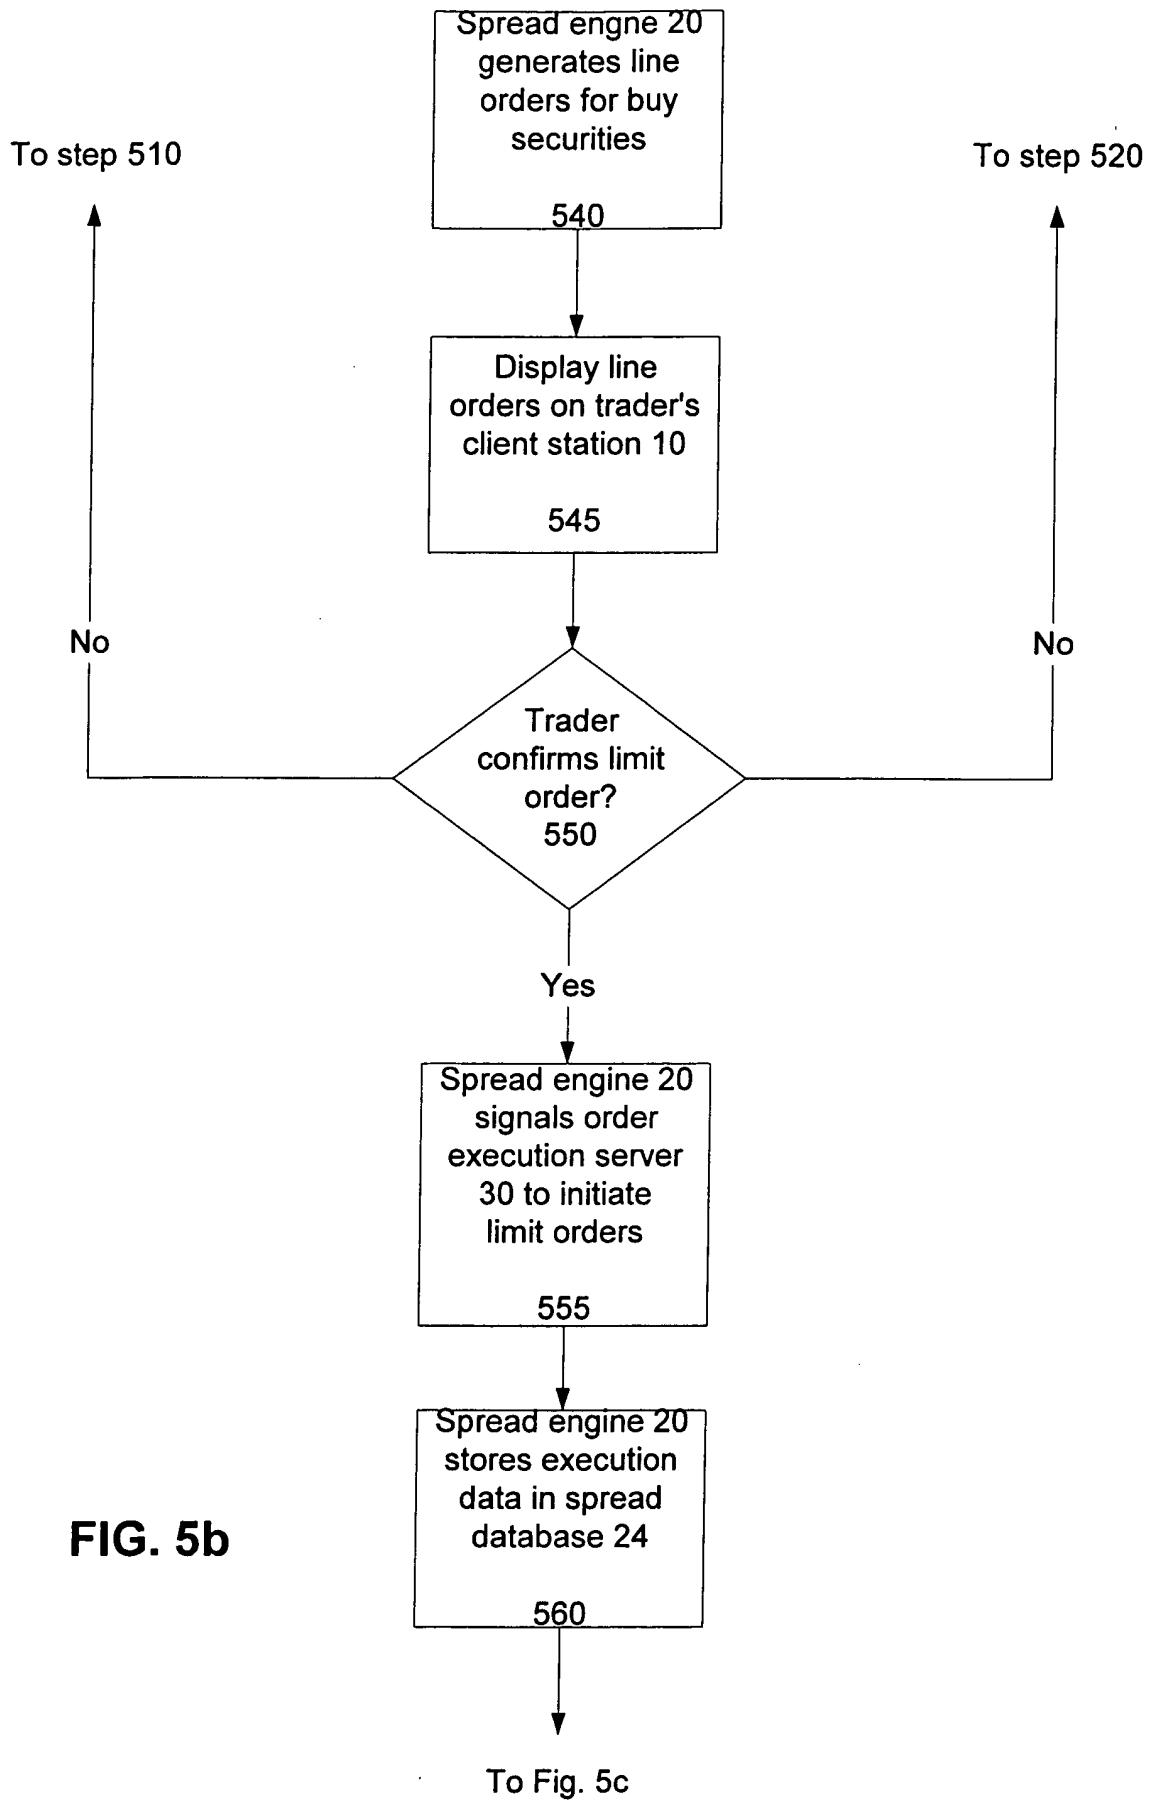 Spread engne 20
generates line
orders for buy
securities
540
To step 510
To step 520
Display line
orders on trader's
client station 10
545
No
No
Trader
confirms limit
order?
550
Yes
Spread engine 20
signals order
execution server
30 to initiate
limit orders
555
Spread engine 20
stores execution
data in spread
database 24
560
FIG. 5b
To Fig. 5c